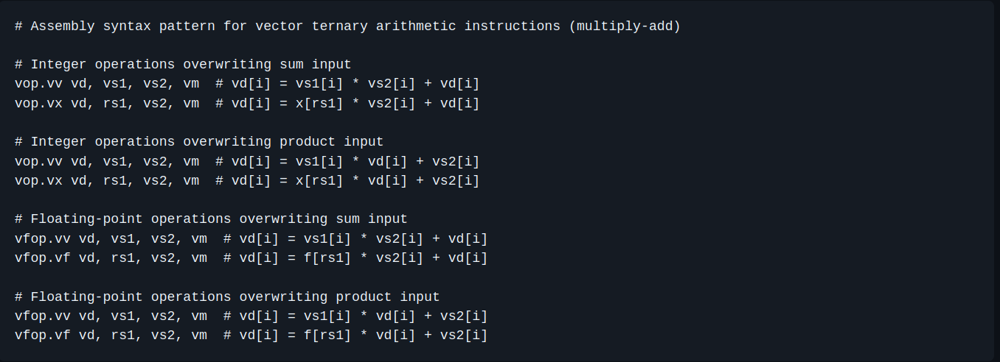 # Assembly syntax pattern for vector ternary arithmetic instructions (multiply-add)
# Integer operations overwriting sum input
vop.vv vd, vs1, vs2, vm  # vd[i] = vs1[i] * vs2[i] + vd[i]
vop.vx vd, rs1, vs2, vm  # vd[i] = x[rs1] * vs2[i] + vd[i]
# Integer operations overwriting product input
vop.vv vd, vs1, vs2, vm  # vd[i] = vs1[i] * vd[i] + vs2[i]
vop.vx vd, rs1, vs2, vm  # vd[i] = x[rs1] * vd[i] + vs2[i]
# Floating-point operations overwriting sum input
vfop.vv vd, vs1, vs2, vm  # vd[i] = vs1[i] * vs2[i] + vd[i]
vfop.vf vd, rs1, vs2, vm  # vd[i] = f[rs1] * vs2[i] + vd[i]
# Floating-point operations overwriting product input
vfop.vv vd, vs1, vs2, vm  # vd[i] = vs1[i] * vd[i] + vs2[i]
vfop.vf vd, rs1, vs2, vm  # vd[i] = f[rs1] * vd[i] + vs2[i]